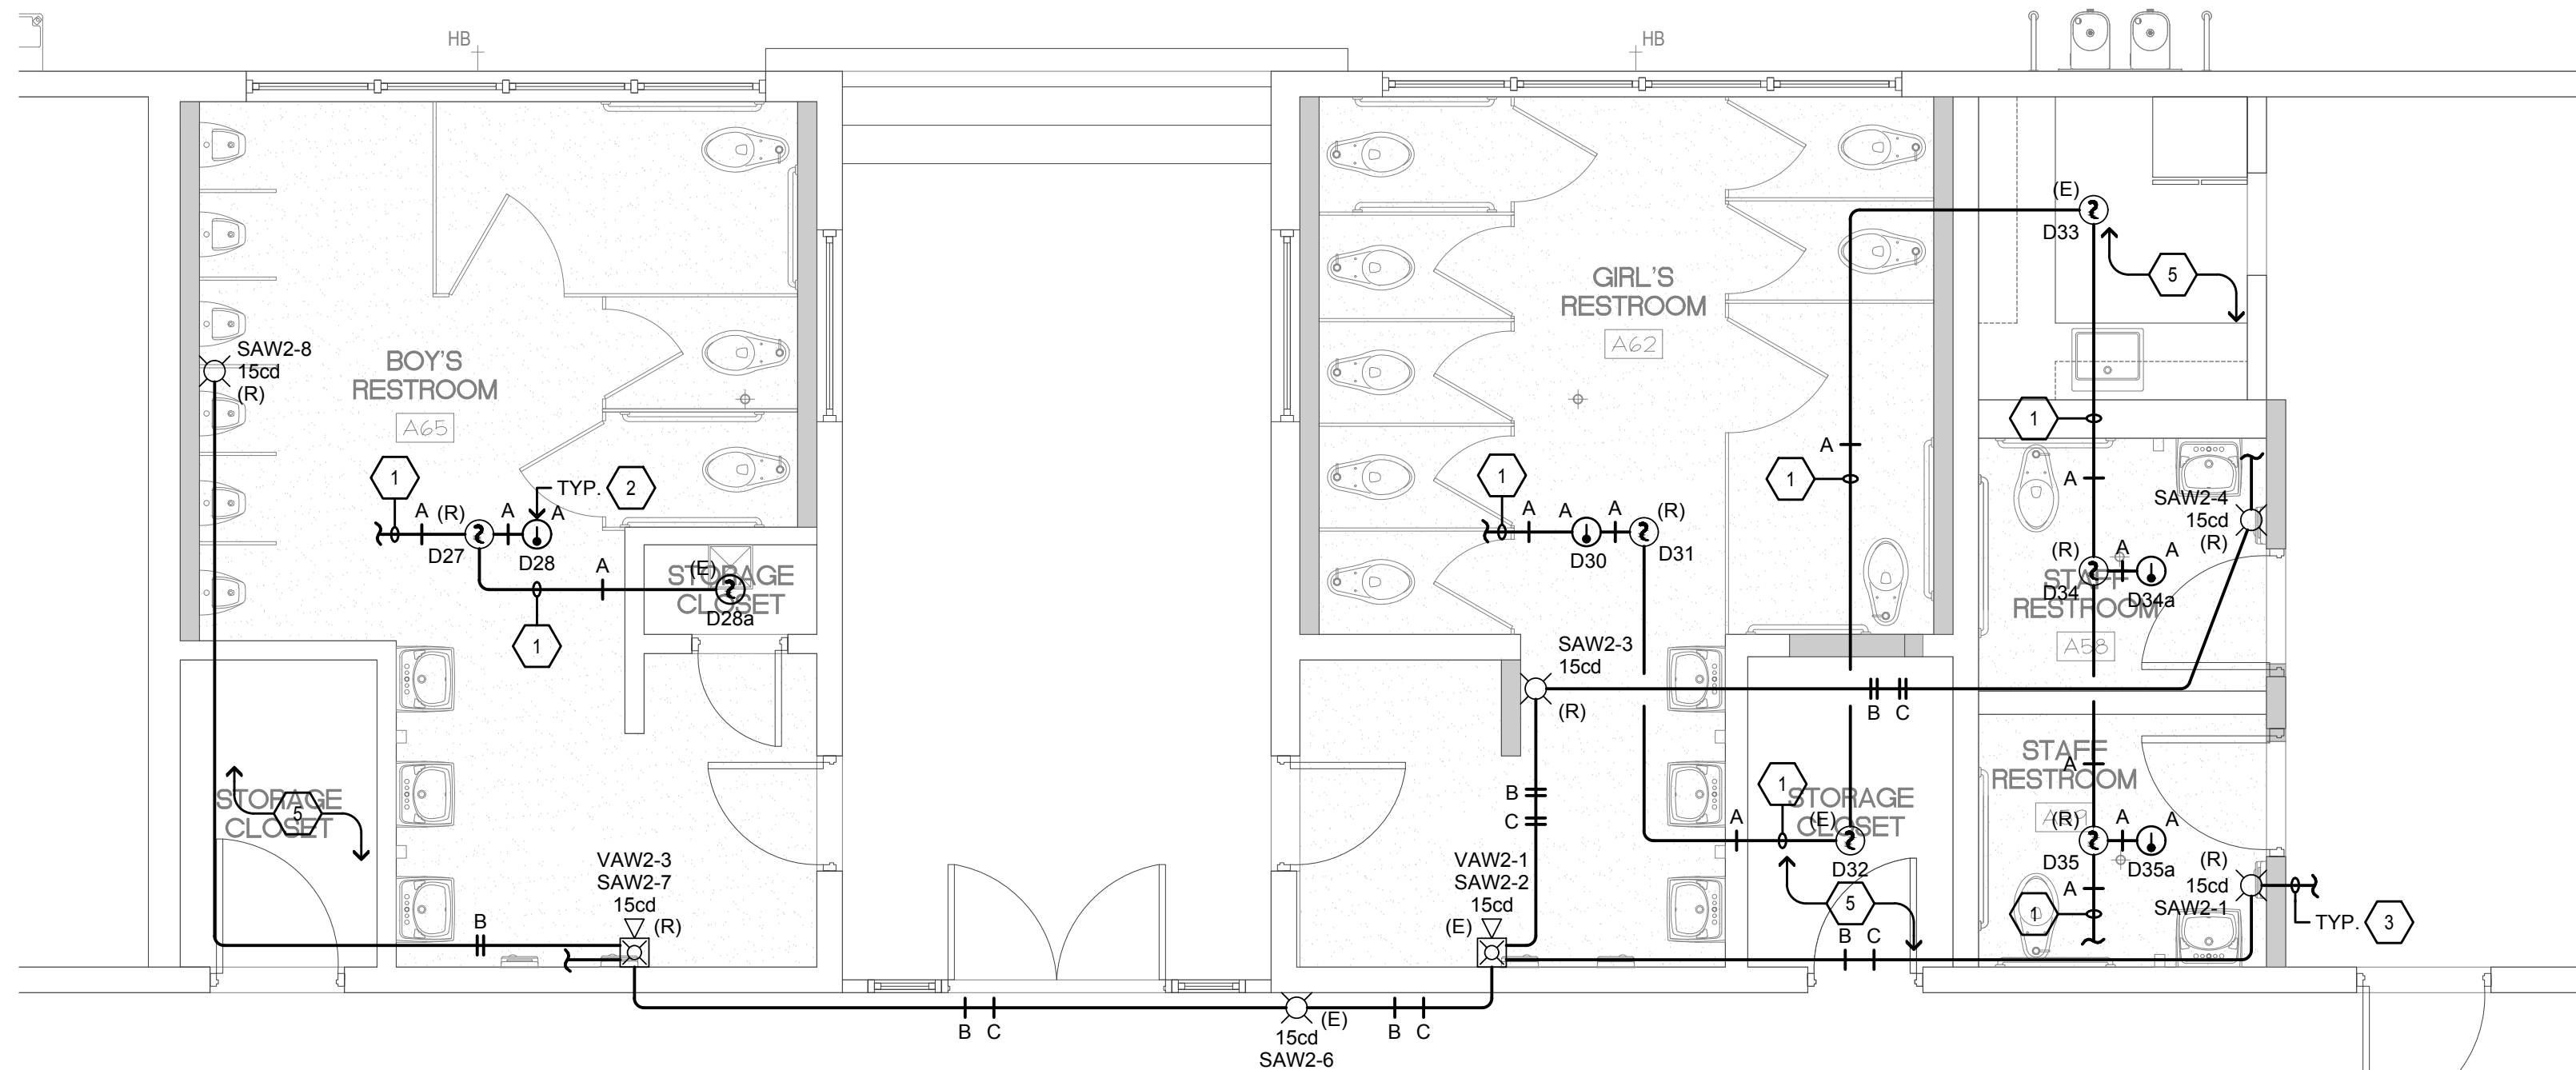 HB
HB
(E)
D33
5
GIRL'S
RESTROOM
A62
SAW2-8
15cd
(R)
BOY'S
RESTROOM
A65
1
A
1
1
TYP.
2
1
A
SAW2-4
15cd
(R)
A
(R)
A
A
D27
D28
A
A
A
(R)
D30
D31
A
(E)
STORAGE
CLOSET
D28a
1
(R)
A
A
STAFF
RESTROOM
D34
D34a
A58
SAW2-3
15cd
(R)
B
C
STAFF
RESTROOM
A
STORAGE
CLOSET
5
B
C
1
STORAGE
CLOSET
A
(E)
D32
(R)
A
A
D35
D35a
A
1
VAW2-3
SAW2-7
15cd
(R)
VAW2-1
SAW2-2
15cd
(E)
5
(R)
15cd
SAW2-1
TYP.
3
B
B
C
B
C
(E)
B
C
15cd
SAW2-6